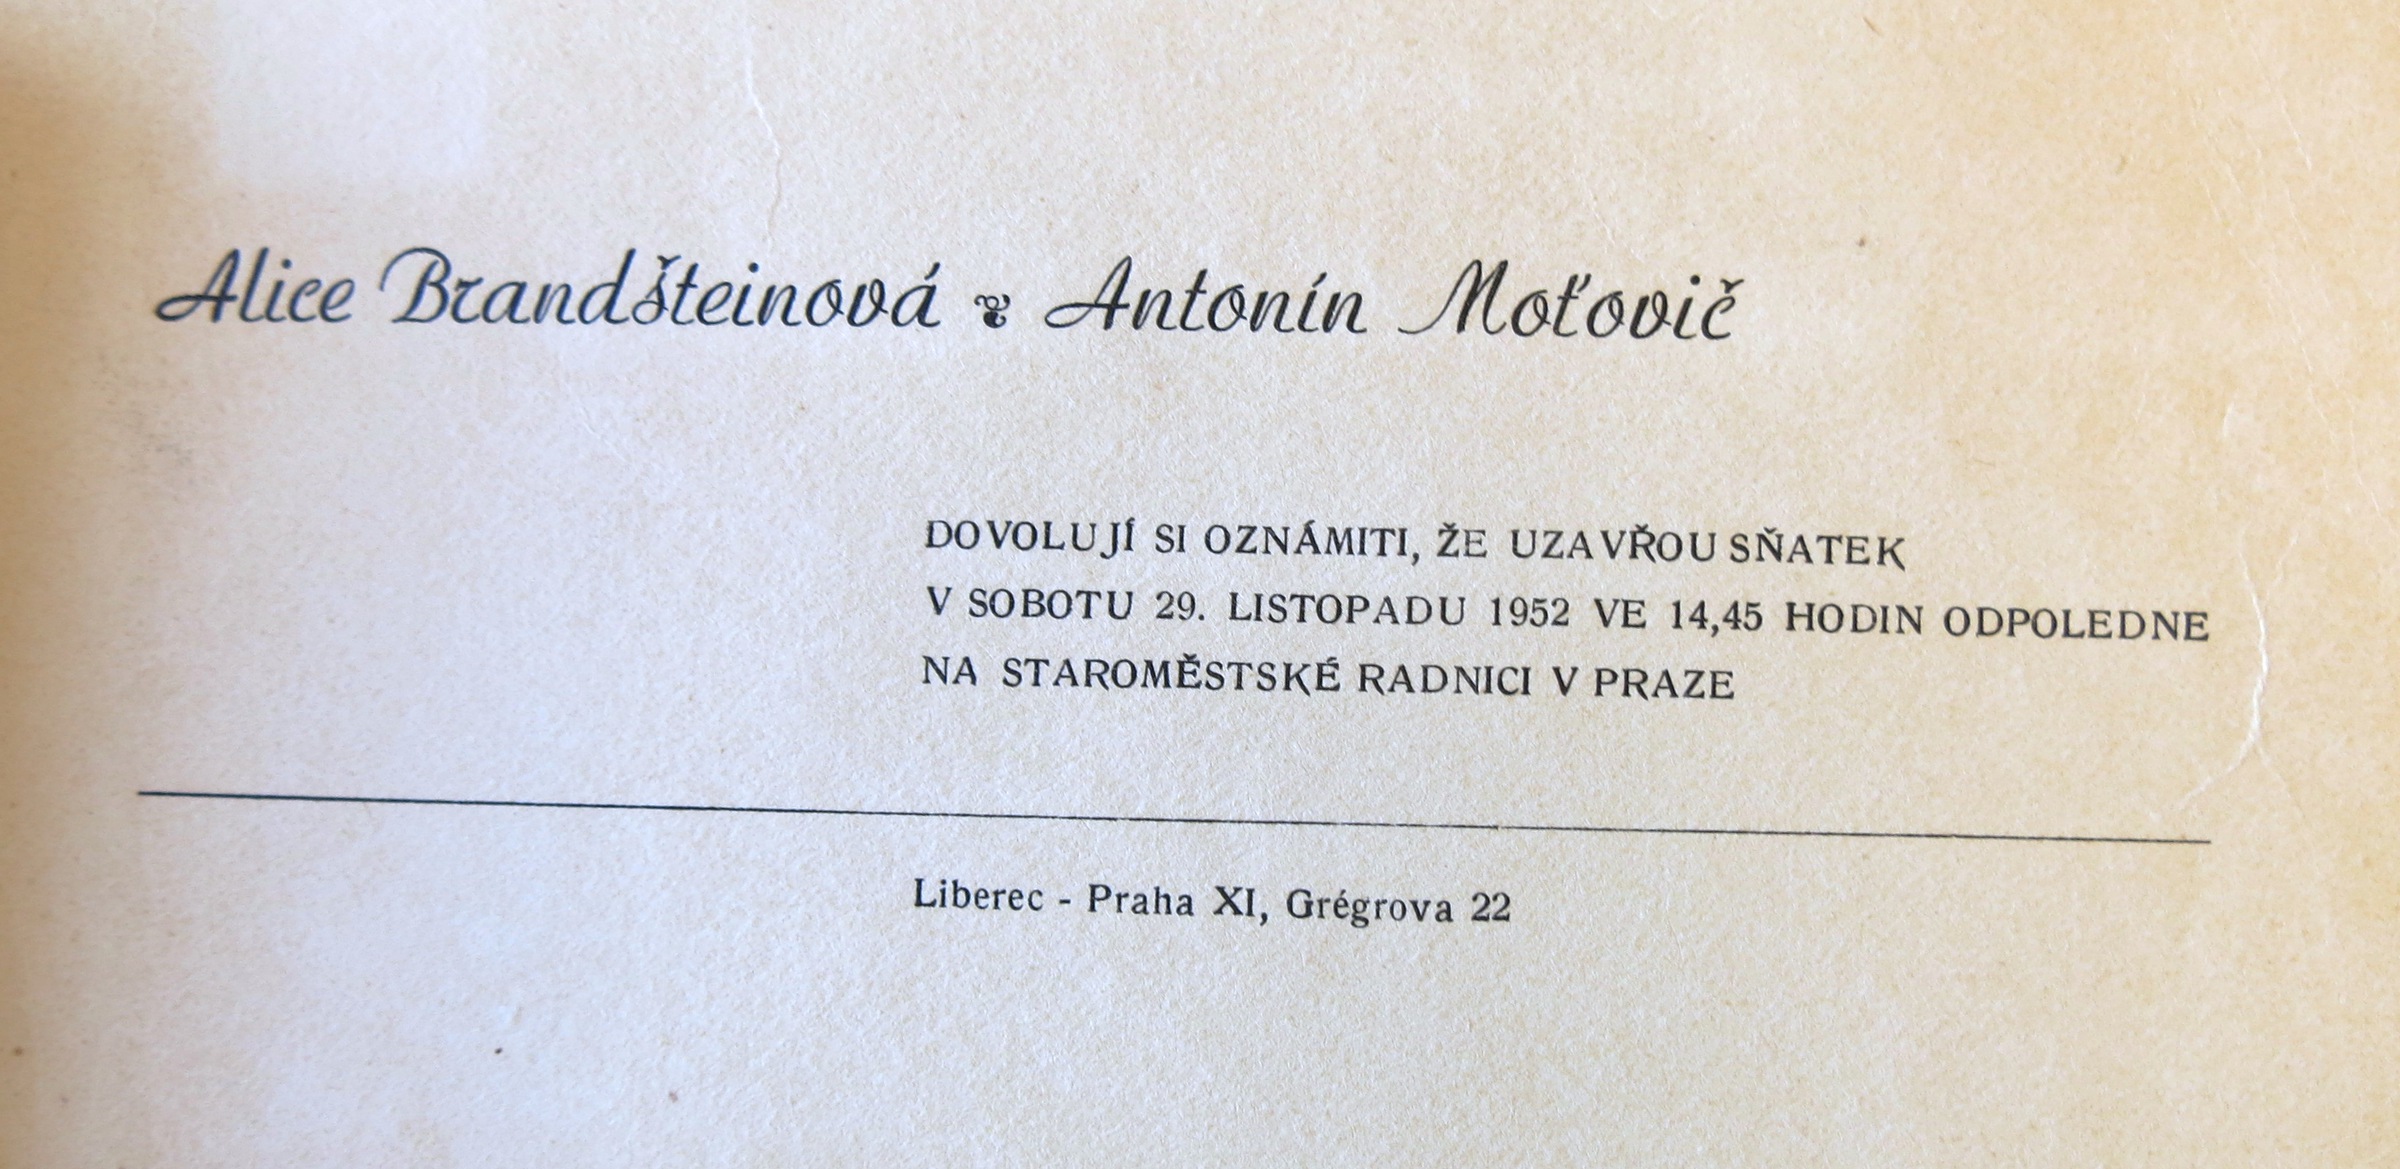 Alice Brandšteinová ❦ Antonín Moťovič
DOVOLUJÍ SI OZNÁMITI, ŽE UZAVŘOU SŇATEK
V SOBOTU 29. LISTOPADU 1952 VE 14,45 HODIN ODPOLEDNE
NA STAROMĚSTSKÉ RADNICI V PRAZE
Liberec - Praha XI, Grégrova 22